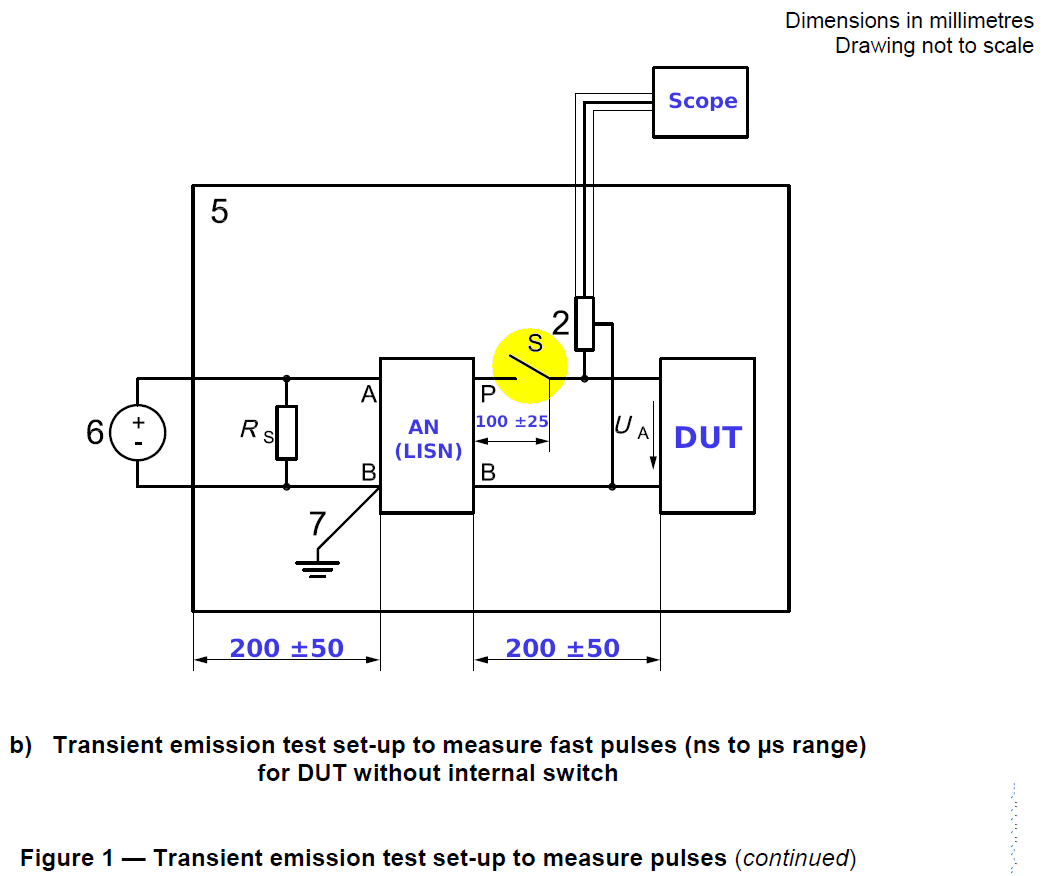 Dimensions in millimetres
Drawing not to scale
Scope
5
2
S
A
P
6
+
-
R S
AN
(LISN)
100 ±25
U A
DUT
B
B
7
200 ±50
200 ±50
b) Transient emission test set-up to measure fast pulses (ns to µs range)
for DUT without internal switch
Figure 1 — Transient emission test set-up to measure pulses (continued)